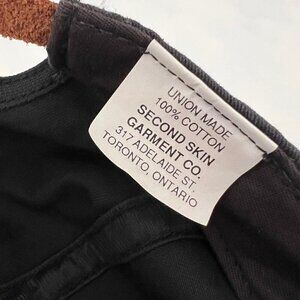 UNION MADE
100% COTTON
SECOND SKIN
GARMENT CO.
317 ADELAIDE ST.
TORONTO, ONTARIO